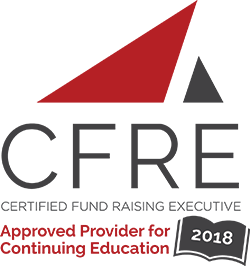 CFRE
CERTIFIED FUND RAISING EXECUTIVE
Approved Provider for
Continuing Education
2018